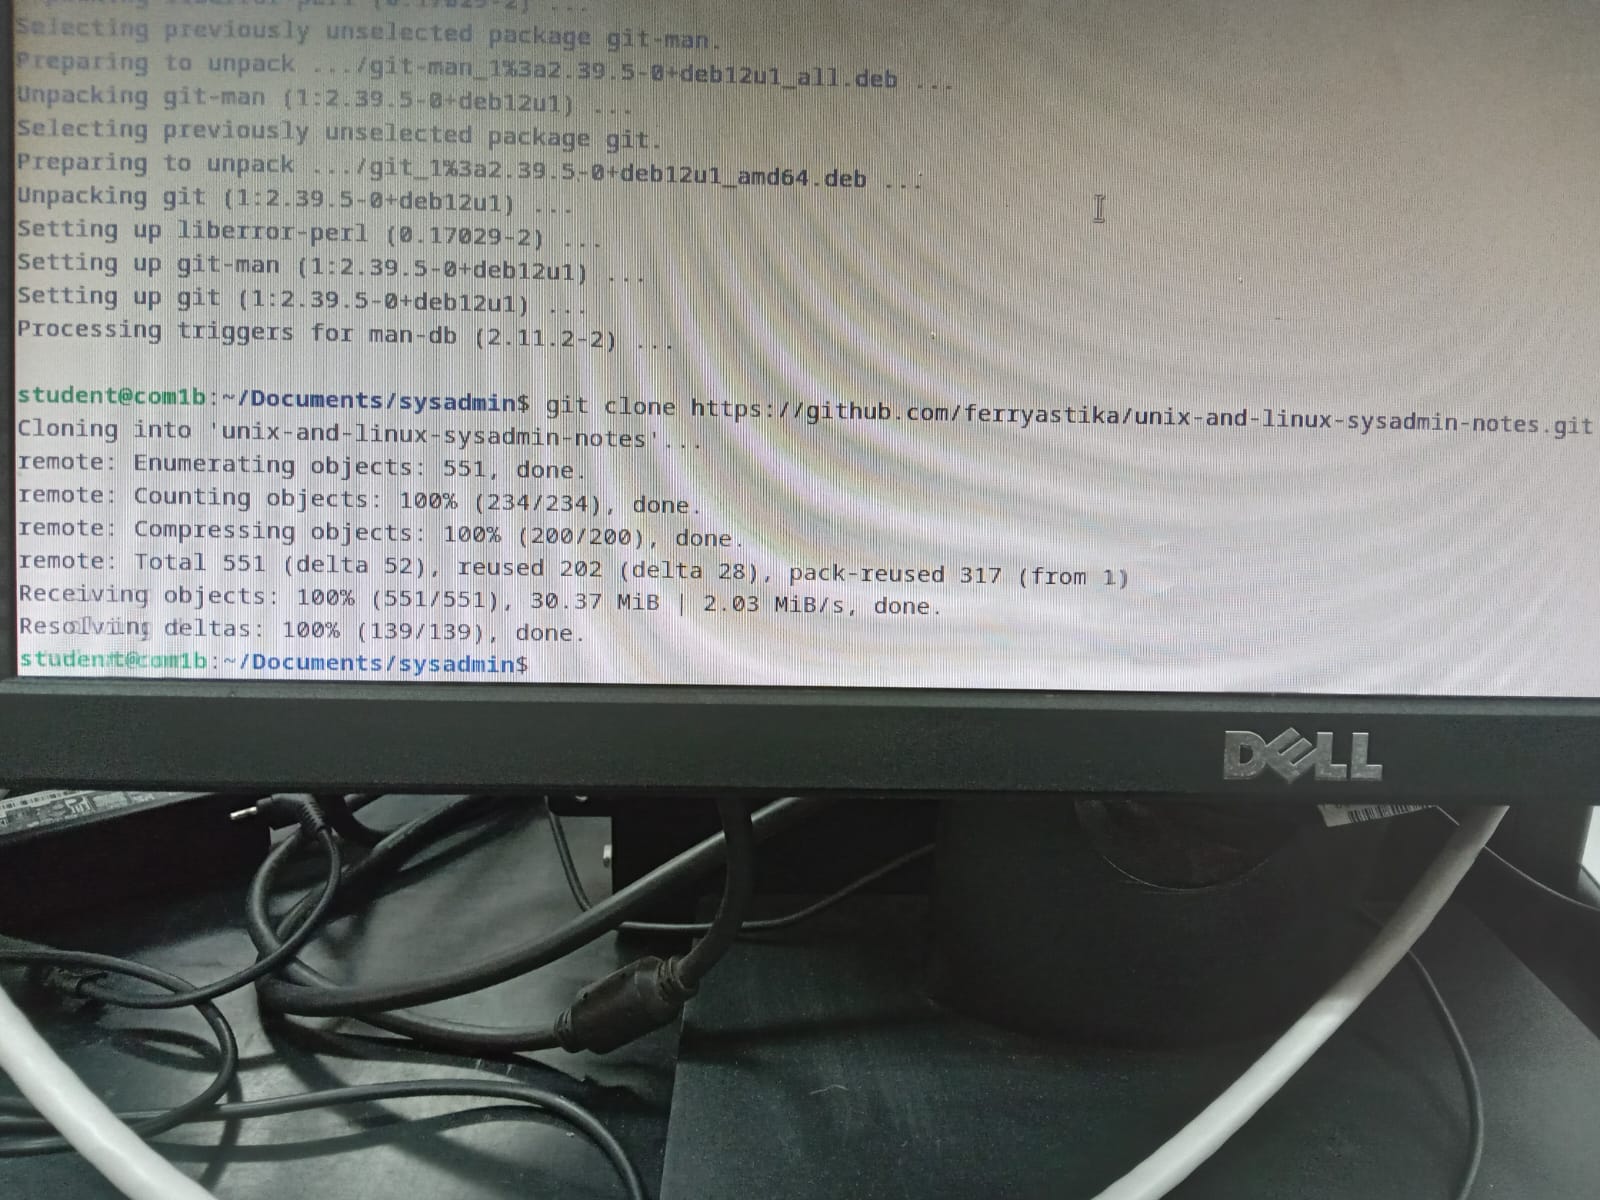 Selecting previously unselected package git-man.
Preparing to unpack .../git-man_1%3a2.39.5-0+deb12u1_all.deb ...
Unpacking git-man (1:2.39.5-0+deb12u1) ...
Selecting previously unselected package git.
Preparing to unpack .../git_1%3a2.39.5-0+deb12u1_amd64.deb ...
Unpacking git (1:2.39.5-0+deb12u1) ...
Setting up liberror-perl (0.17029-2) ...
Setting up git-man (1:2.39.5-0+deb12u1) ...
Setting up git (1:2.39.5-0+deb12u1) ...
Processing triggers for man-db (2.11.2-2) ...
student@com1b:~/Documents/sysadmin$ git clone https://github.com/ferryastika/unix-and-linux-sysadmin-notes.git
Cloning into 'unix-and-linux-sysadmin-notes'...
remote: Enumerating objects: 551, done.
remote: Counting objects: 100% (234/234), done.
remote: Compressing objects: 100% (200/200), done.
remote: Total 551 (delta 52), reused 202 (delta 28), pack-reused 317 (from 1)
Receiving objects: 100% (551/551), 30.37 MiB | 2.03 MiB/s, done.
Resolving deltas: 100% (139/139), done.
student@com1b:~/Documents/sysadmin$
DELL